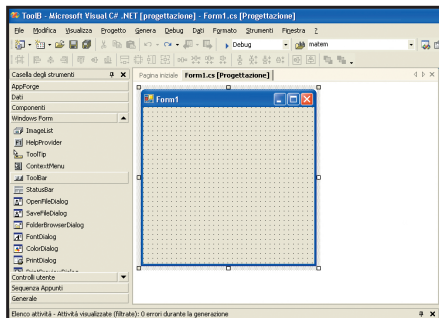 ToolB - Microsoft Visual C# .NET [progettazione] - Form1.cs [Progettazione]
File Modifica Visualizza Progetto Genera Debug Dati Formato Strumenti Finestra ?
Debug matem
Casella degli strumenti
Pagina iniziale Form1.cs [Progettazione]
AppForge
Dati
Componenti
Windows Form
Form1
ImageList
HelpProvider
ToolTip
ContextMenu
ToolBar
StatusBar
OpenFileDialog
SaveFileDialog
FolderBrowserDialog
FontDialog
ColorDialog
PrintDialog
PrintPreviewDialog
Controlli utente
Sequenza Appunti
Generale
Elenco attività - Attività visualizzate (filtrate): 0 errori durante la generazione